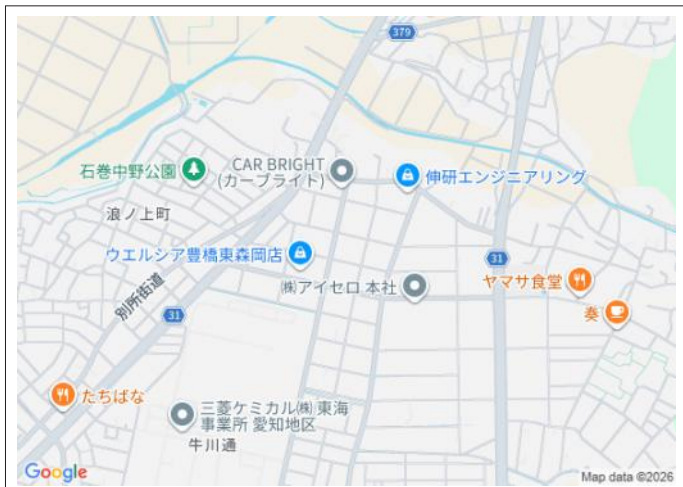 379
石巻中野公園
CAR BRIGHT
(カーブライト)
伸研エンジニアリング
浪ノ上町
ウエルシア豊橋東森岡店
31
ヤマサ食堂
㈱アイセロ 本社
別所街道
奏
31
たちばな
三菱ケミカル㈱ 東海
事業所 愛知地区
牛川通
Google
Map data ©2026